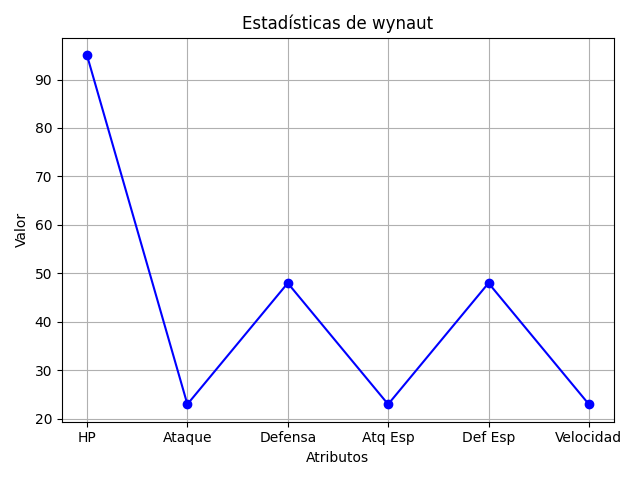 Estadísticas de wynaut
Valor
90
80
70
60
50
40
30
20
HP Ataque Defensa Atq Esp Def Esp Velocidad
Atributos